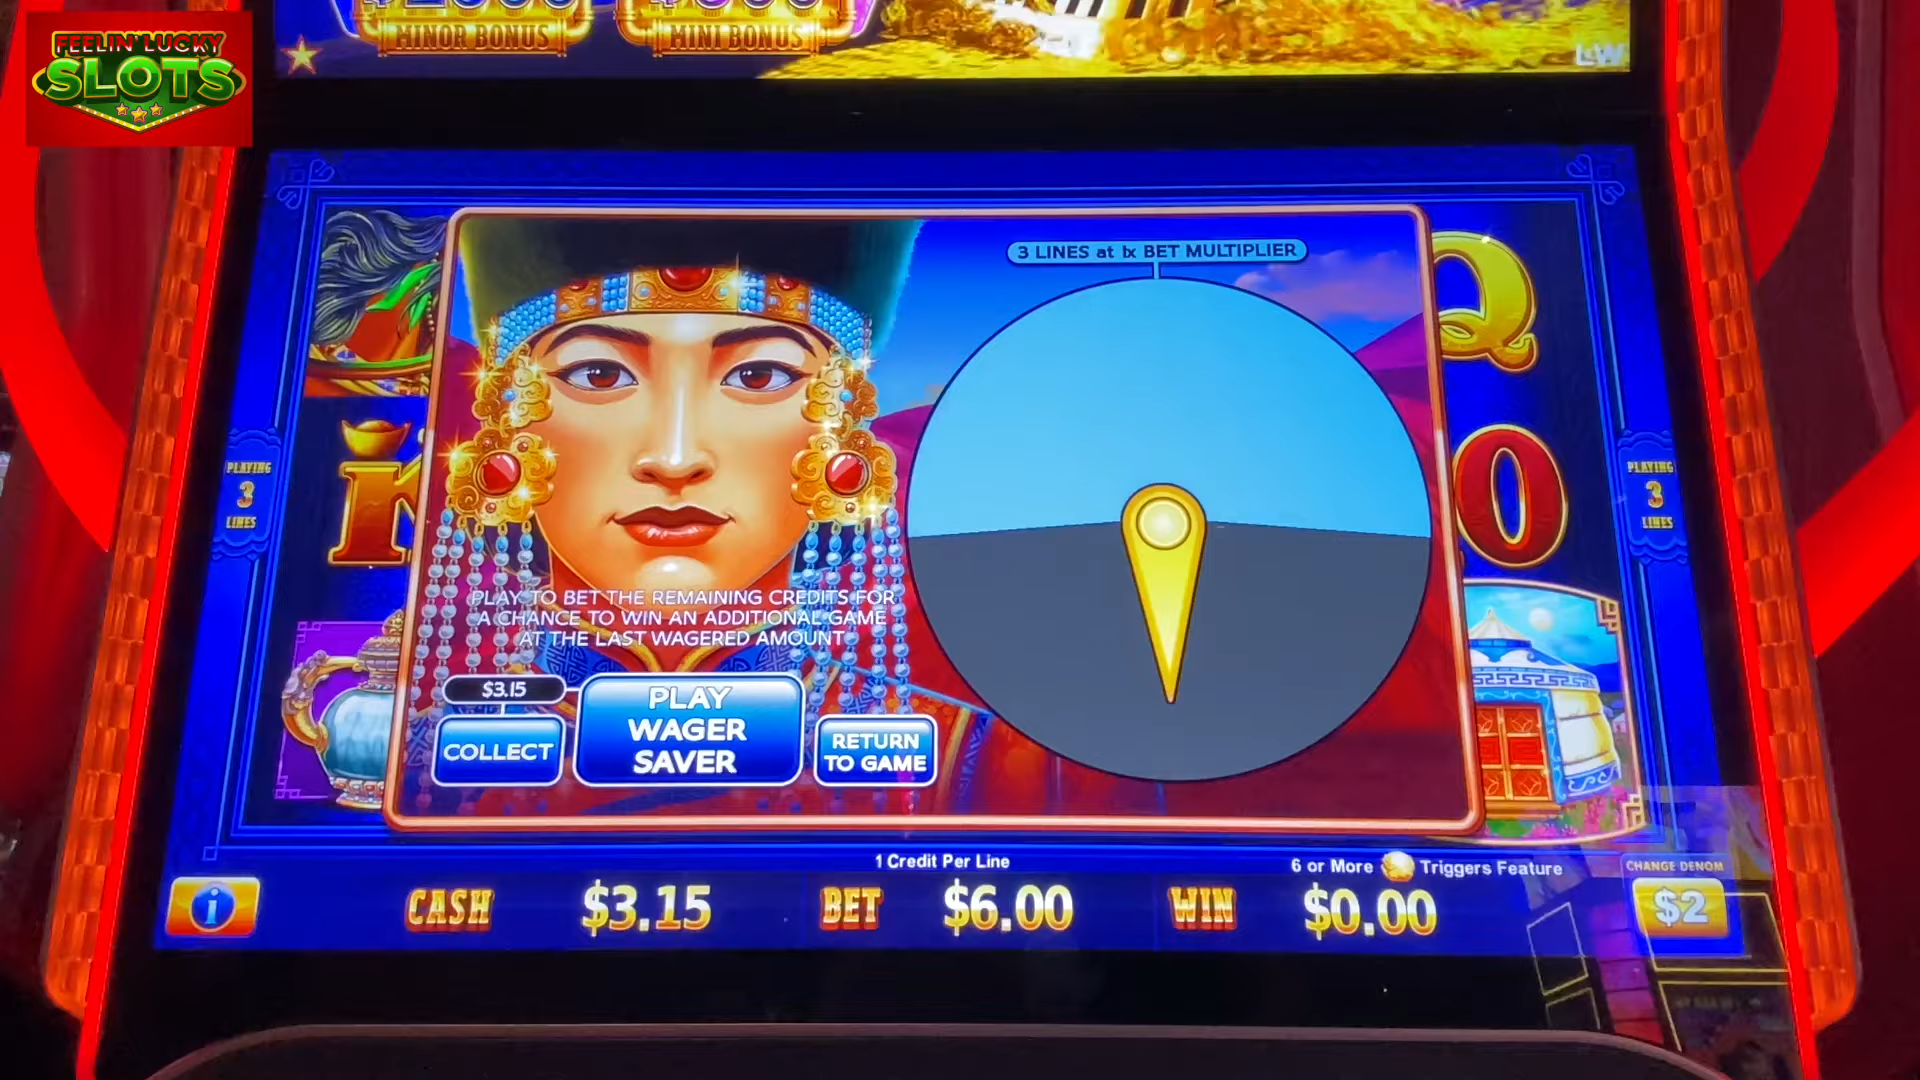 FEELIN' LUCKY
SLOTS
MINOR BONUS
MINI BONUS
L&W
3 LINES at 1x BET MULTIPLIER
Q
PLAYING
3
LINES
K
O
PLAYING
3
LINES
PLAY TO BET THE REMAINING CREDITS FOR
A CHANCE TO WIN AN ADDITIONAL GAME
AT THE LAST WAGERED AMOUNT
$3.15
COLLECT
PLAY
WAGER
SAVER
RETURN
TO GAME
1 Credit Per Line
6 or More Triggers Feature
CHANGE DENOM
i
CASH $3.15 BET $6.00 WIN $0.00
$2